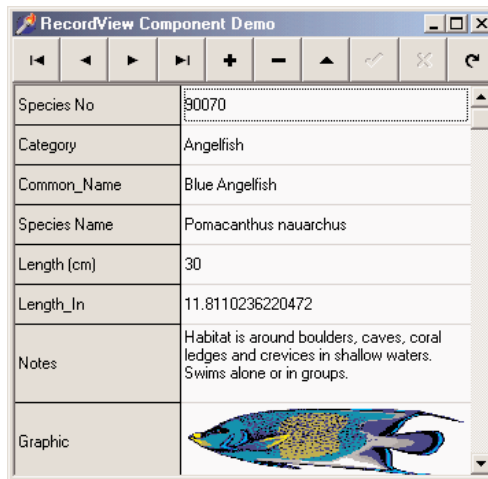 RecordView Component Demo
Species No 90070
Category Angelfish
Common_Name Blue Angelfish
Species Name Pomacanthus nauarchus
Length (cm) 30
Length_In 11.8110236220472
Notes Habitat is around boulders, caves, coral
ledges and crevices in shallow waters.
Swims alone or in groups.
Graphic